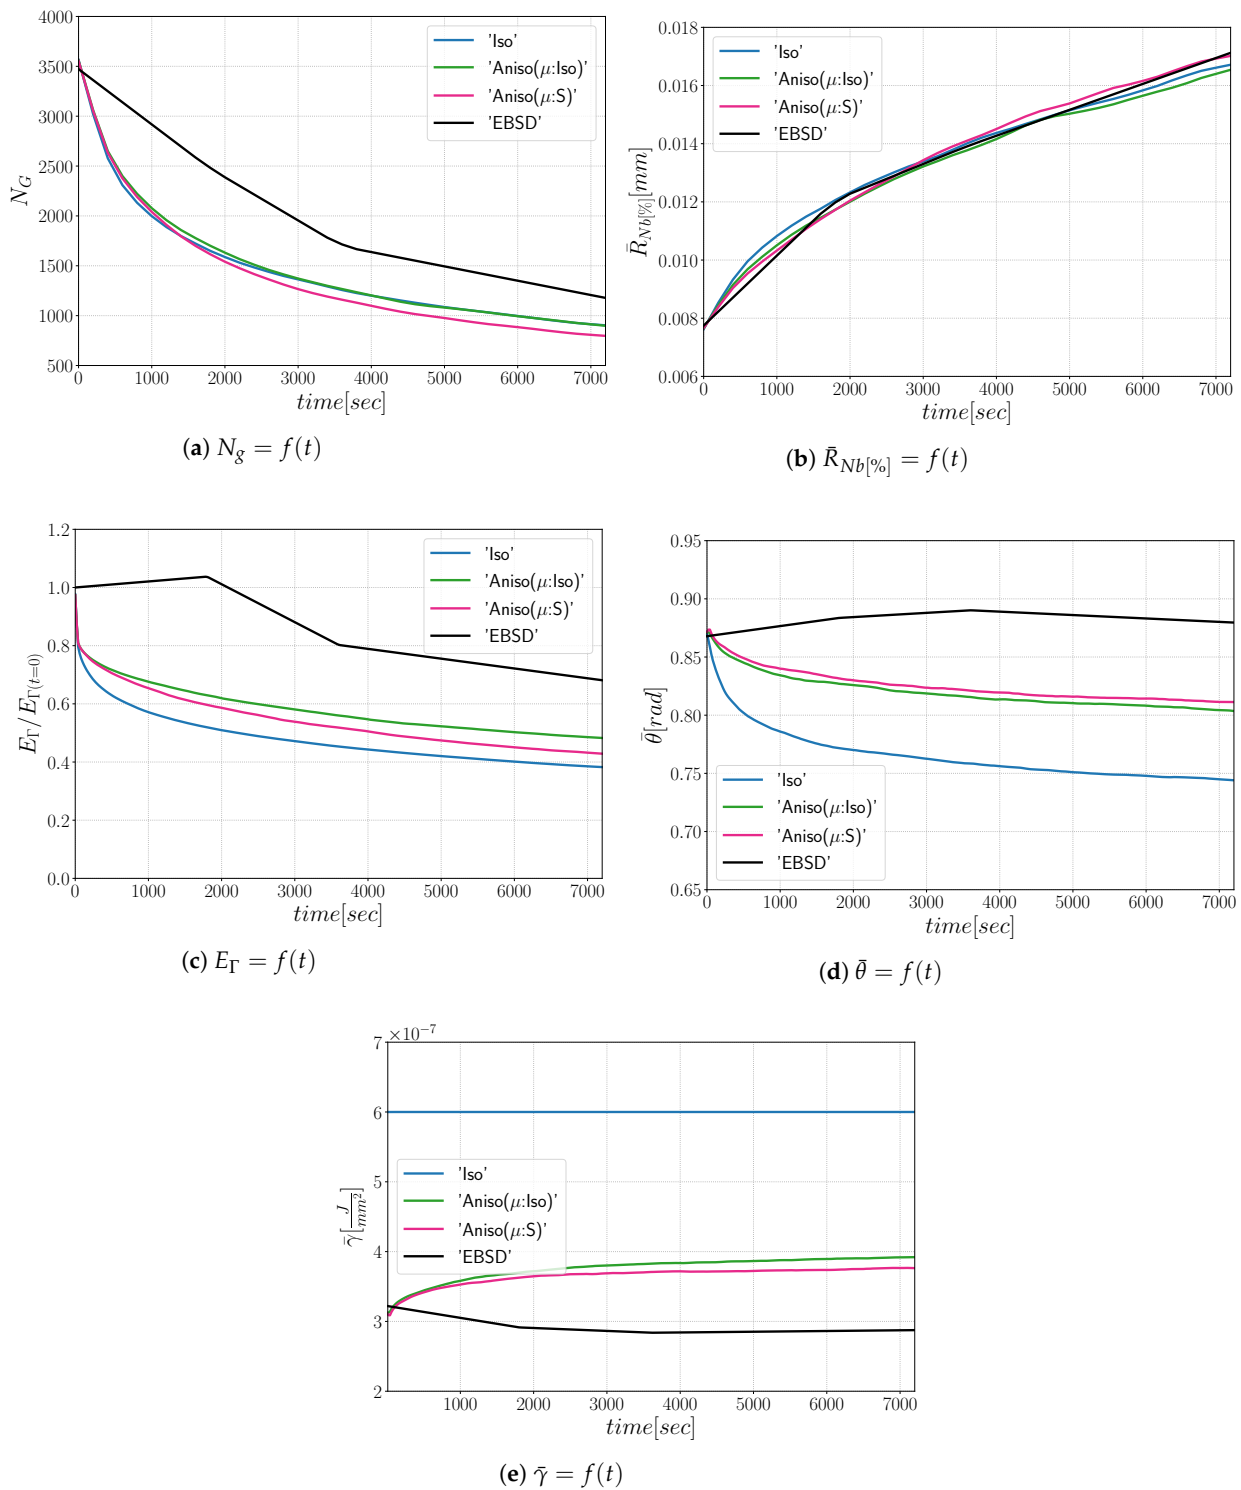 'Iso'
'Aniso(μ:Iso)'
'Aniso(μ:S)'
'EBSD'
3500
3000
2500
2000
1500
1000
500
N_G
0 1000 2000 3000 4000 5000 6000 7000
time[sec]
(a) N_g = f(t)
'Iso'
'Aniso(μ:Iso)'
'Aniso(μ:S)'
'EBSD'
0.018
0.016
0.014
0.012
0.010
0.008
0.006
R̄_Nb[%][mm]
0 1000 2000 3000 4000 5000 6000 7000
time[sec]
(b) R̄_Nb[%] = f(t)
'Iso'
'Aniso(μ:Iso)'
'Aniso(μ:S)'
'EBSD'
1.2
1.0
0.8
0.6
0.4
0.2
0.0
E_Γ/E_Γ(t=0)
0 1000 2000 3000 4000 5000 6000 7000
time[sec]
(c) E_Γ = f(t)
0.95
0.90
0.85
0.80
0.75
0.70
0.65
θ̄[rad]
'Iso'
'Aniso(μ:Iso)'
'Aniso(μ:S)'
'EBSD'
0 1000 2000 3000 4000 5000 6000 7000
time[sec]
(d) θ̄ = f(t)
×10⁻⁷
7
6
5
4
3
2
γ̄[J/mm²]
'Iso'
'Aniso(μ:Iso)'
'Aniso(μ:S)'
'EBSD'
1000 2000 3000 4000 5000 6000 7000
time[sec]
(e) γ̄ = f(t)